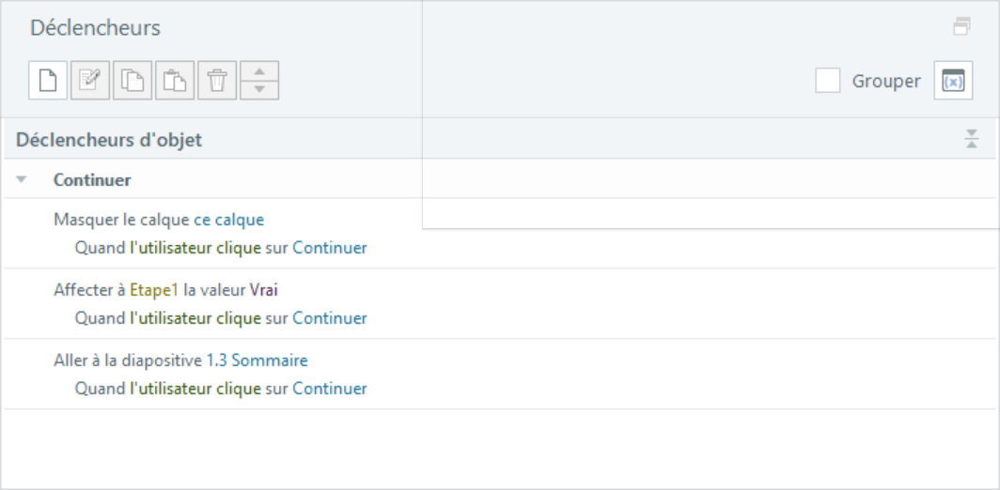 Déclencheurs
Grouper (x)
Déclencheurs d'objet
Continuer
Masquer le calque ce calque
Quand l'utilisateur clique sur Continuer
Affecter à Etape1 la valeur Vrai
Quand l'utilisateur clique sur Continuer
Aller à la diapositive 1.3 Sommaire
Quand l'utilisateur clique sur Continuer